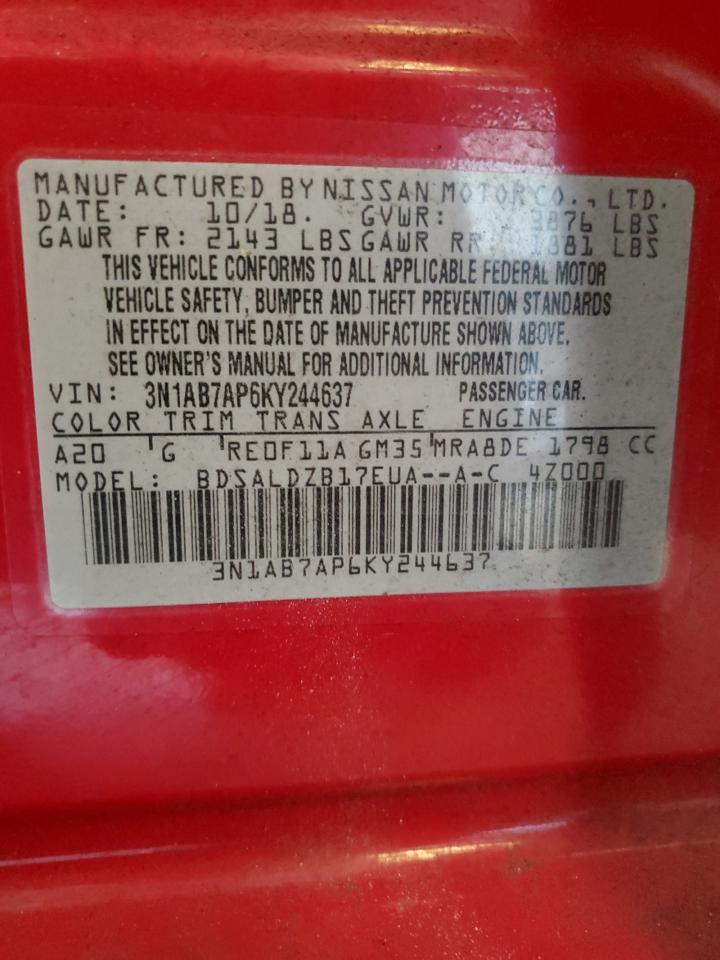 MANUFACTURED BY NISSAN MOTOR CO., LTD.
DATE: 10/18. GVWR: 3876 LBS
GAWR FR: 2143 LBS GAWR RR: 1881 LBS
THIS VEHICLE CONFORMS TO ALL APPLICABLE FEDERAL MOTOR
VEHICLE SAFETY, BUMPER AND THEFT PREVENTION STANDARDS
IN EFFECT ON THE DATE OF MANUFACTURE SHOWN ABOVE.
SEE OWNER'S MANUAL FOR ADDITIONAL INFORMATION.
VIN: 3N1AB7AP6KY244637 PASSENGER CAR.
COLOR TRIM TRANS AXLE ENGINE
A20 'G 'RE0F11A GM35'MRA8DE 1798 CC
MODEL: BDSALDZB17EUA--A-C 4Z000
3N1AB7AP6KY244637